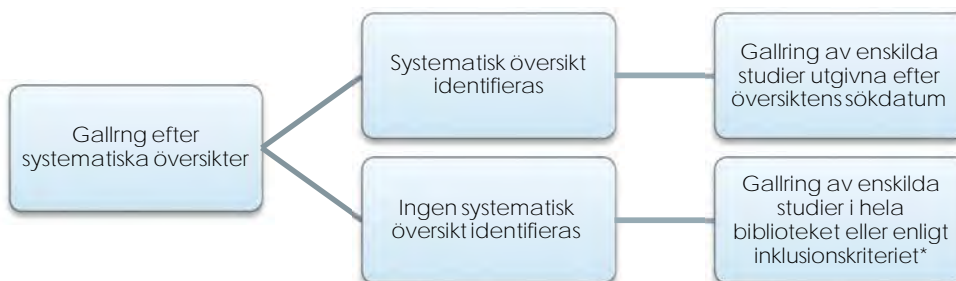 Gallrng efter
systematiska översikter
Systematisk översikt
identifieras
Gallring av enskilda
studier utgivna efter
översiktens sökdatum
Ingen systematisk
översikt identifieras
Gallring av enskilda
studier i hela
biblioteket eller enligt
inklusionskriteriet*